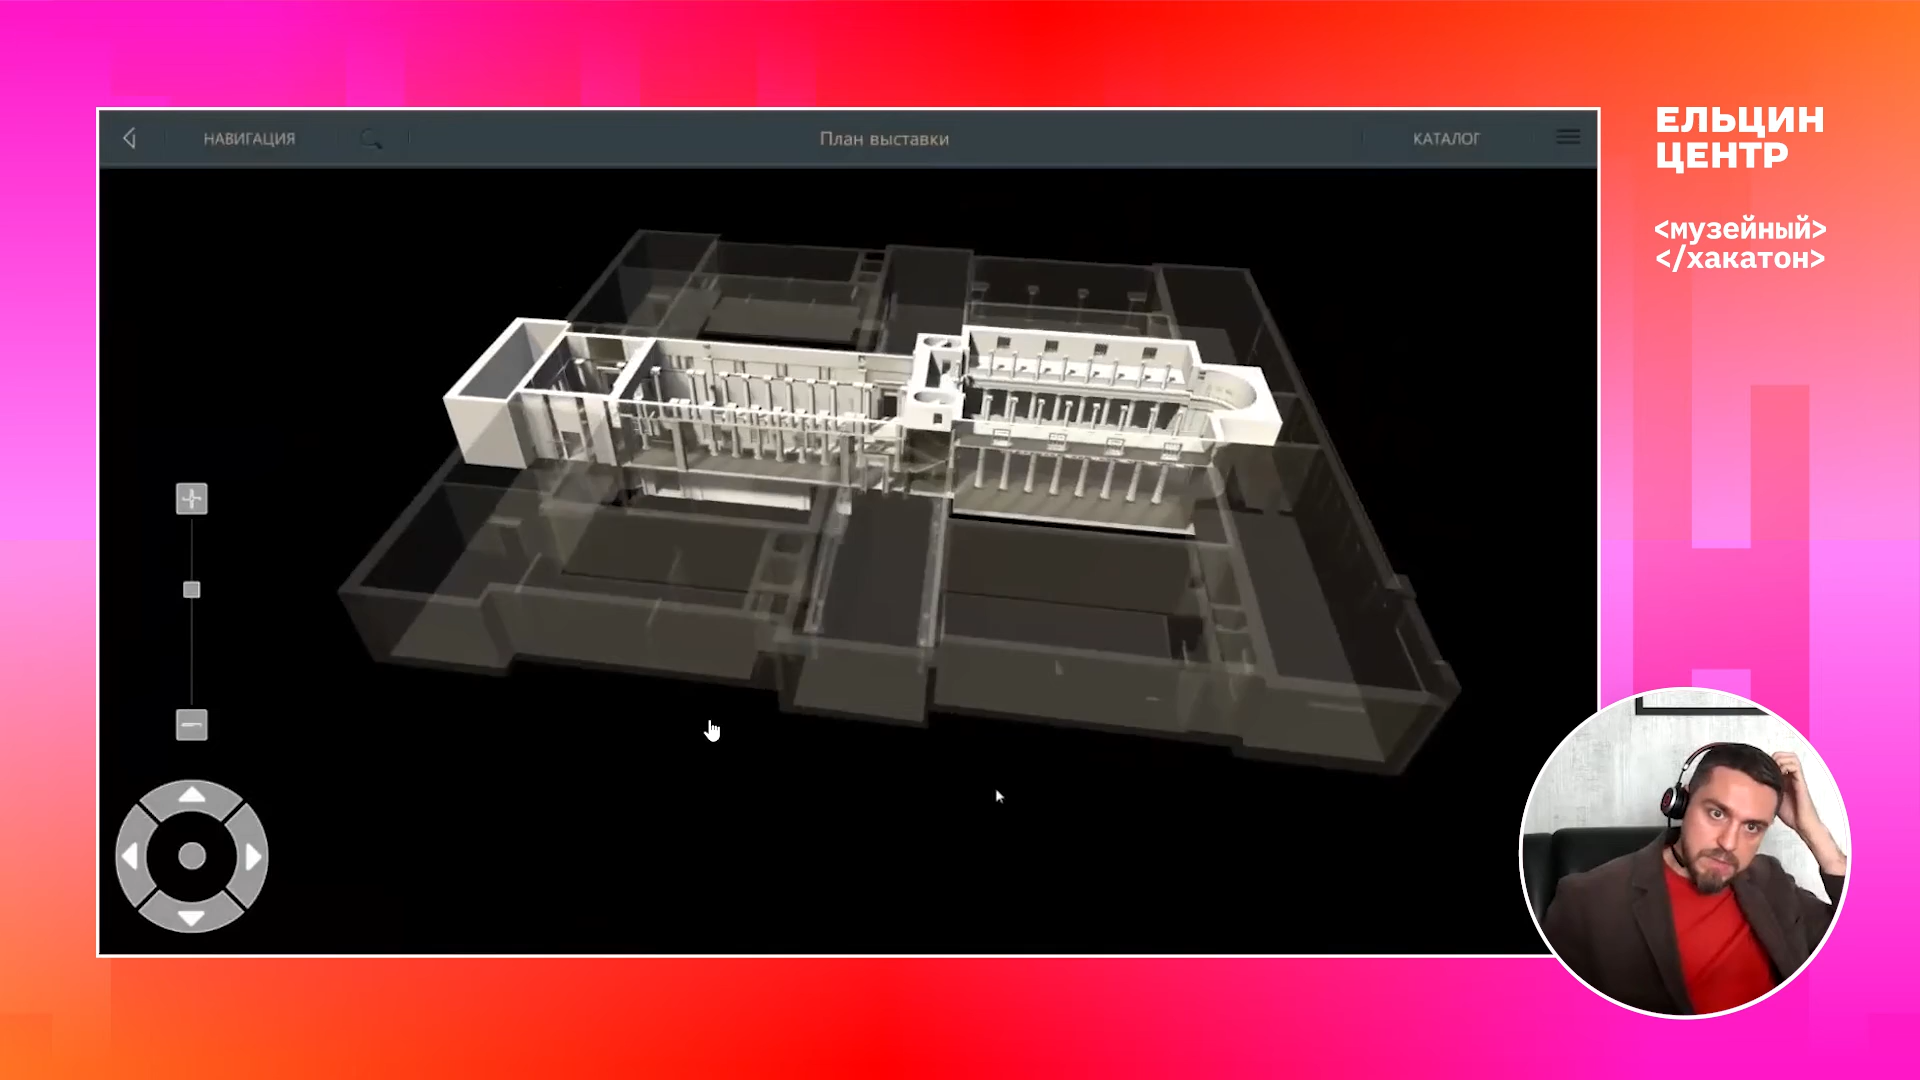 НАВИГАЦИЯ
План выставки
КАТАЛОГ
ЕЛЬЦИН
ЦЕНТР
<музейный>
</хакатон>